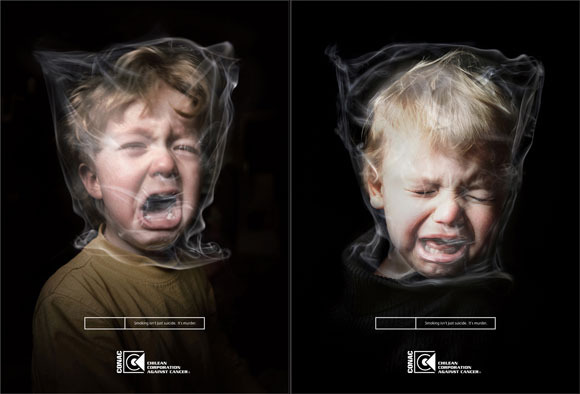 Smoking isn't just suicide. It's murder.
CONAC
CHILEAN
CORPORATION
AGAINST CANCER
Smoking isn't just suicide. It's murder.
CONAC
CHILEAN
CORPORATION
AGAINST CANCER